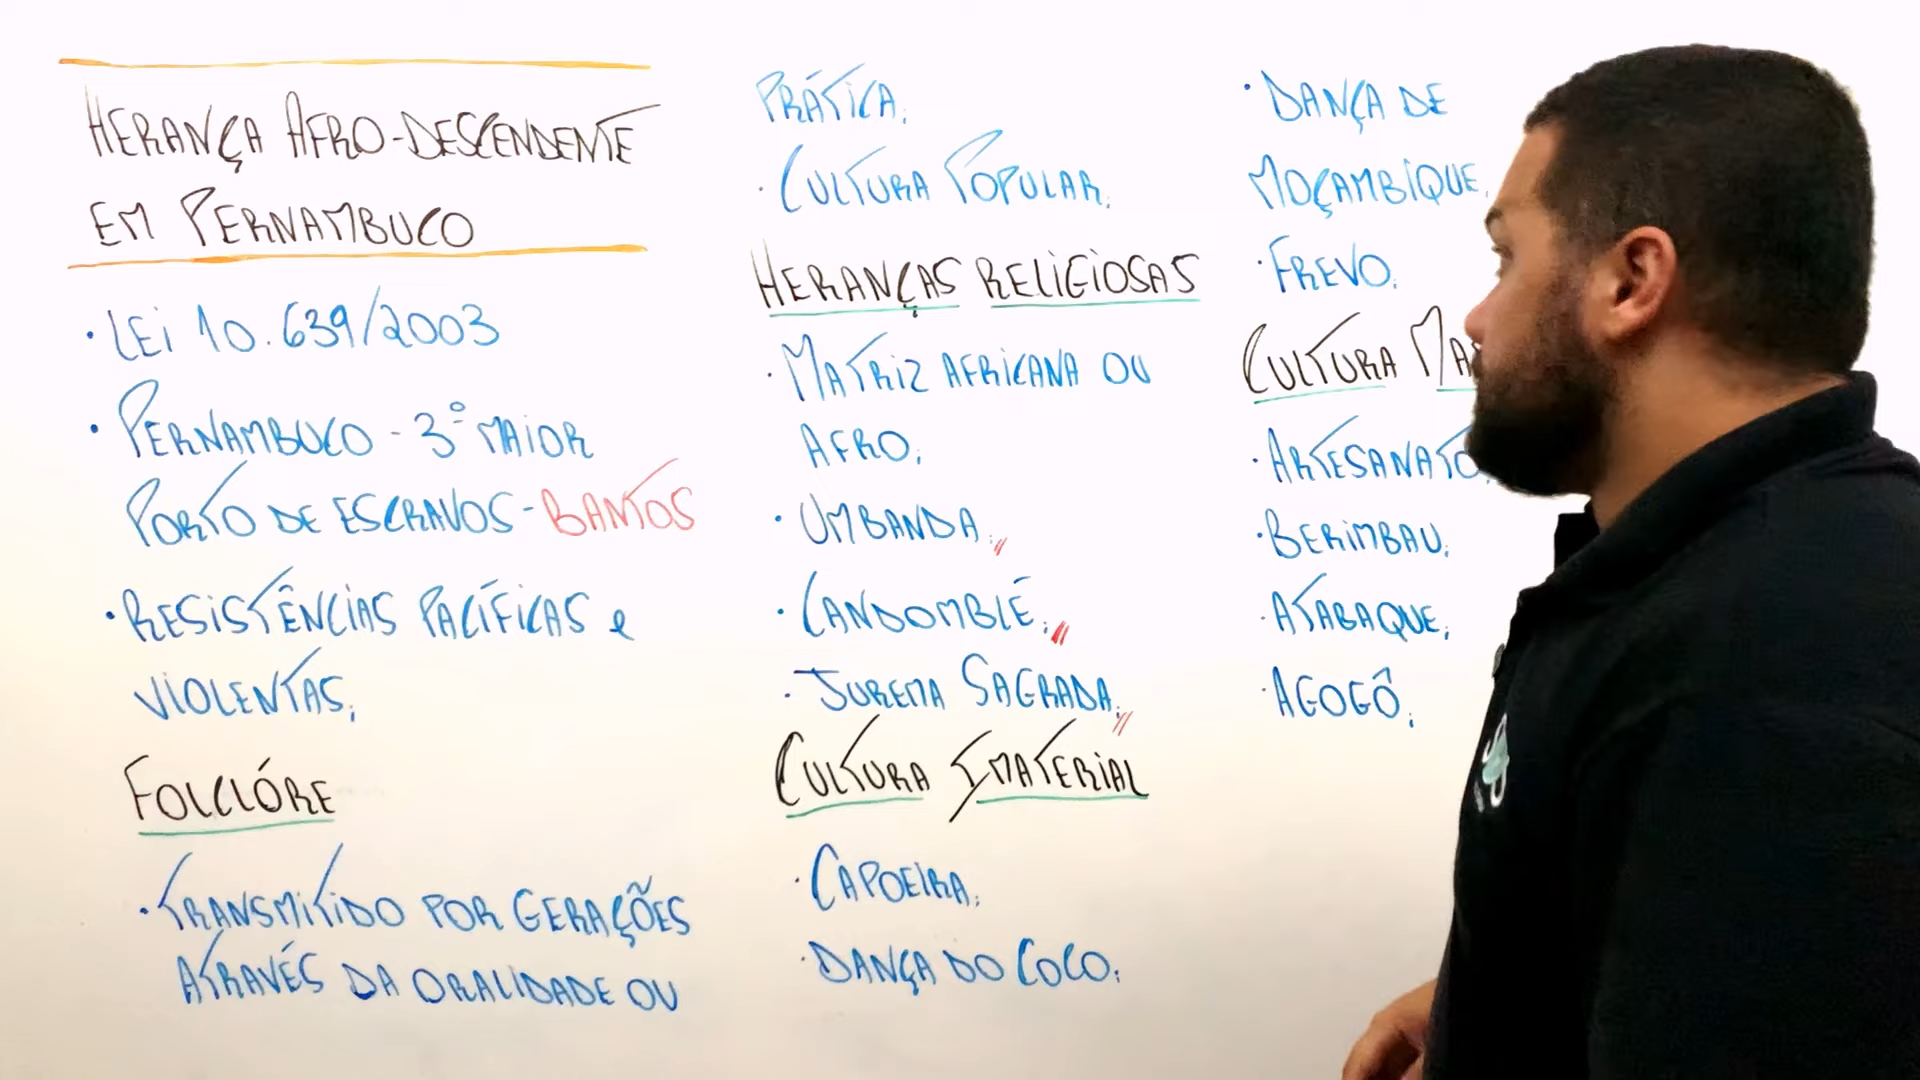 HERANÇA AFRO-DESCENDENTE
EM PERNAMBUCO
• LEI 10.639/2003
• PERNAMBUCO - 3º MAIOR
PORTO DE ESCRAVOS - BANTOS
• RESISTÊNCIAS PACÍFICAS e
VIOLENTAS;
FOLCLÓRE
• TRANSMITIDO POR GERAÇÕES
ATRAVÉS DA ORALIDADE OU
PRÁTICA;
• CULTURA POPULAR;
HERANÇAS RELIGIOSAS
• MATRIZ AFRICANA OU
AFRO;
• UMBANDA;
• CANDOMBLÉ;
• JUREMA SAGRADA;
CULTURA IMATERIAL
• CAPOEIRA;
• DANÇA DO COCO;
• DANÇA DE
MOÇAMBIQUE;
• FREVO;
CULTURA
• ARTESANATO;
• BERIMBAU;
• ATABAQUE;
• AGOGÔ;